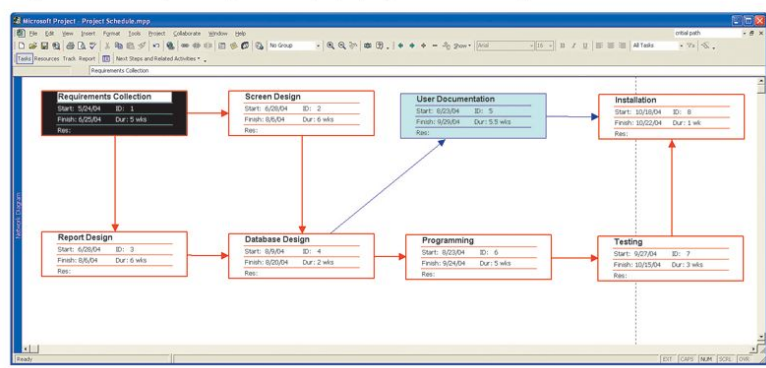 Microsoft Project - Project Schedule.mpp
File Edit View Insert Format Tools Project Collaborate Window Help
critial path
No Group
Show
Arial
16
B I U
All Tasks
Tasks Resources Track Report
Next Steps and Related Activities
Requirements Collection
Network Diagram
Requirements Collection
Start: 5/24/04 ID: 1
Finish: 6/25/04 Dur: 5 wks
Res:
Screen Design
Start: 6/28/04 ID: 2
Finish: 8/6/04 Dur: 6 wks
Res:
User Documentation
Start: 8/23/04 ID: 5
Finish: 9/29/04 Dur: 5.5 wks
Res:
Installation
Start: 10/18/04 ID: 8
Finish: 10/22/04 Dur: 1 wk
Res:
Report Design
Start: 6/28/04 ID: 3
Finish: 8/6/04 Dur: 6 wks
Res:
Database Design
Start: 8/9/04 ID: 4
Finish: 8/20/04 Dur: 2 wks
Res:
Programming
Start: 8/23/04 ID: 6
Finish: 9/24/04 Dur: 5 wks
Res:
Testing
Start: 9/27/04 ID: 7
Finish: 10/15/04 Dur: 3 wks
Res:
Ready
EXT CAPS NUM SCRL OVR